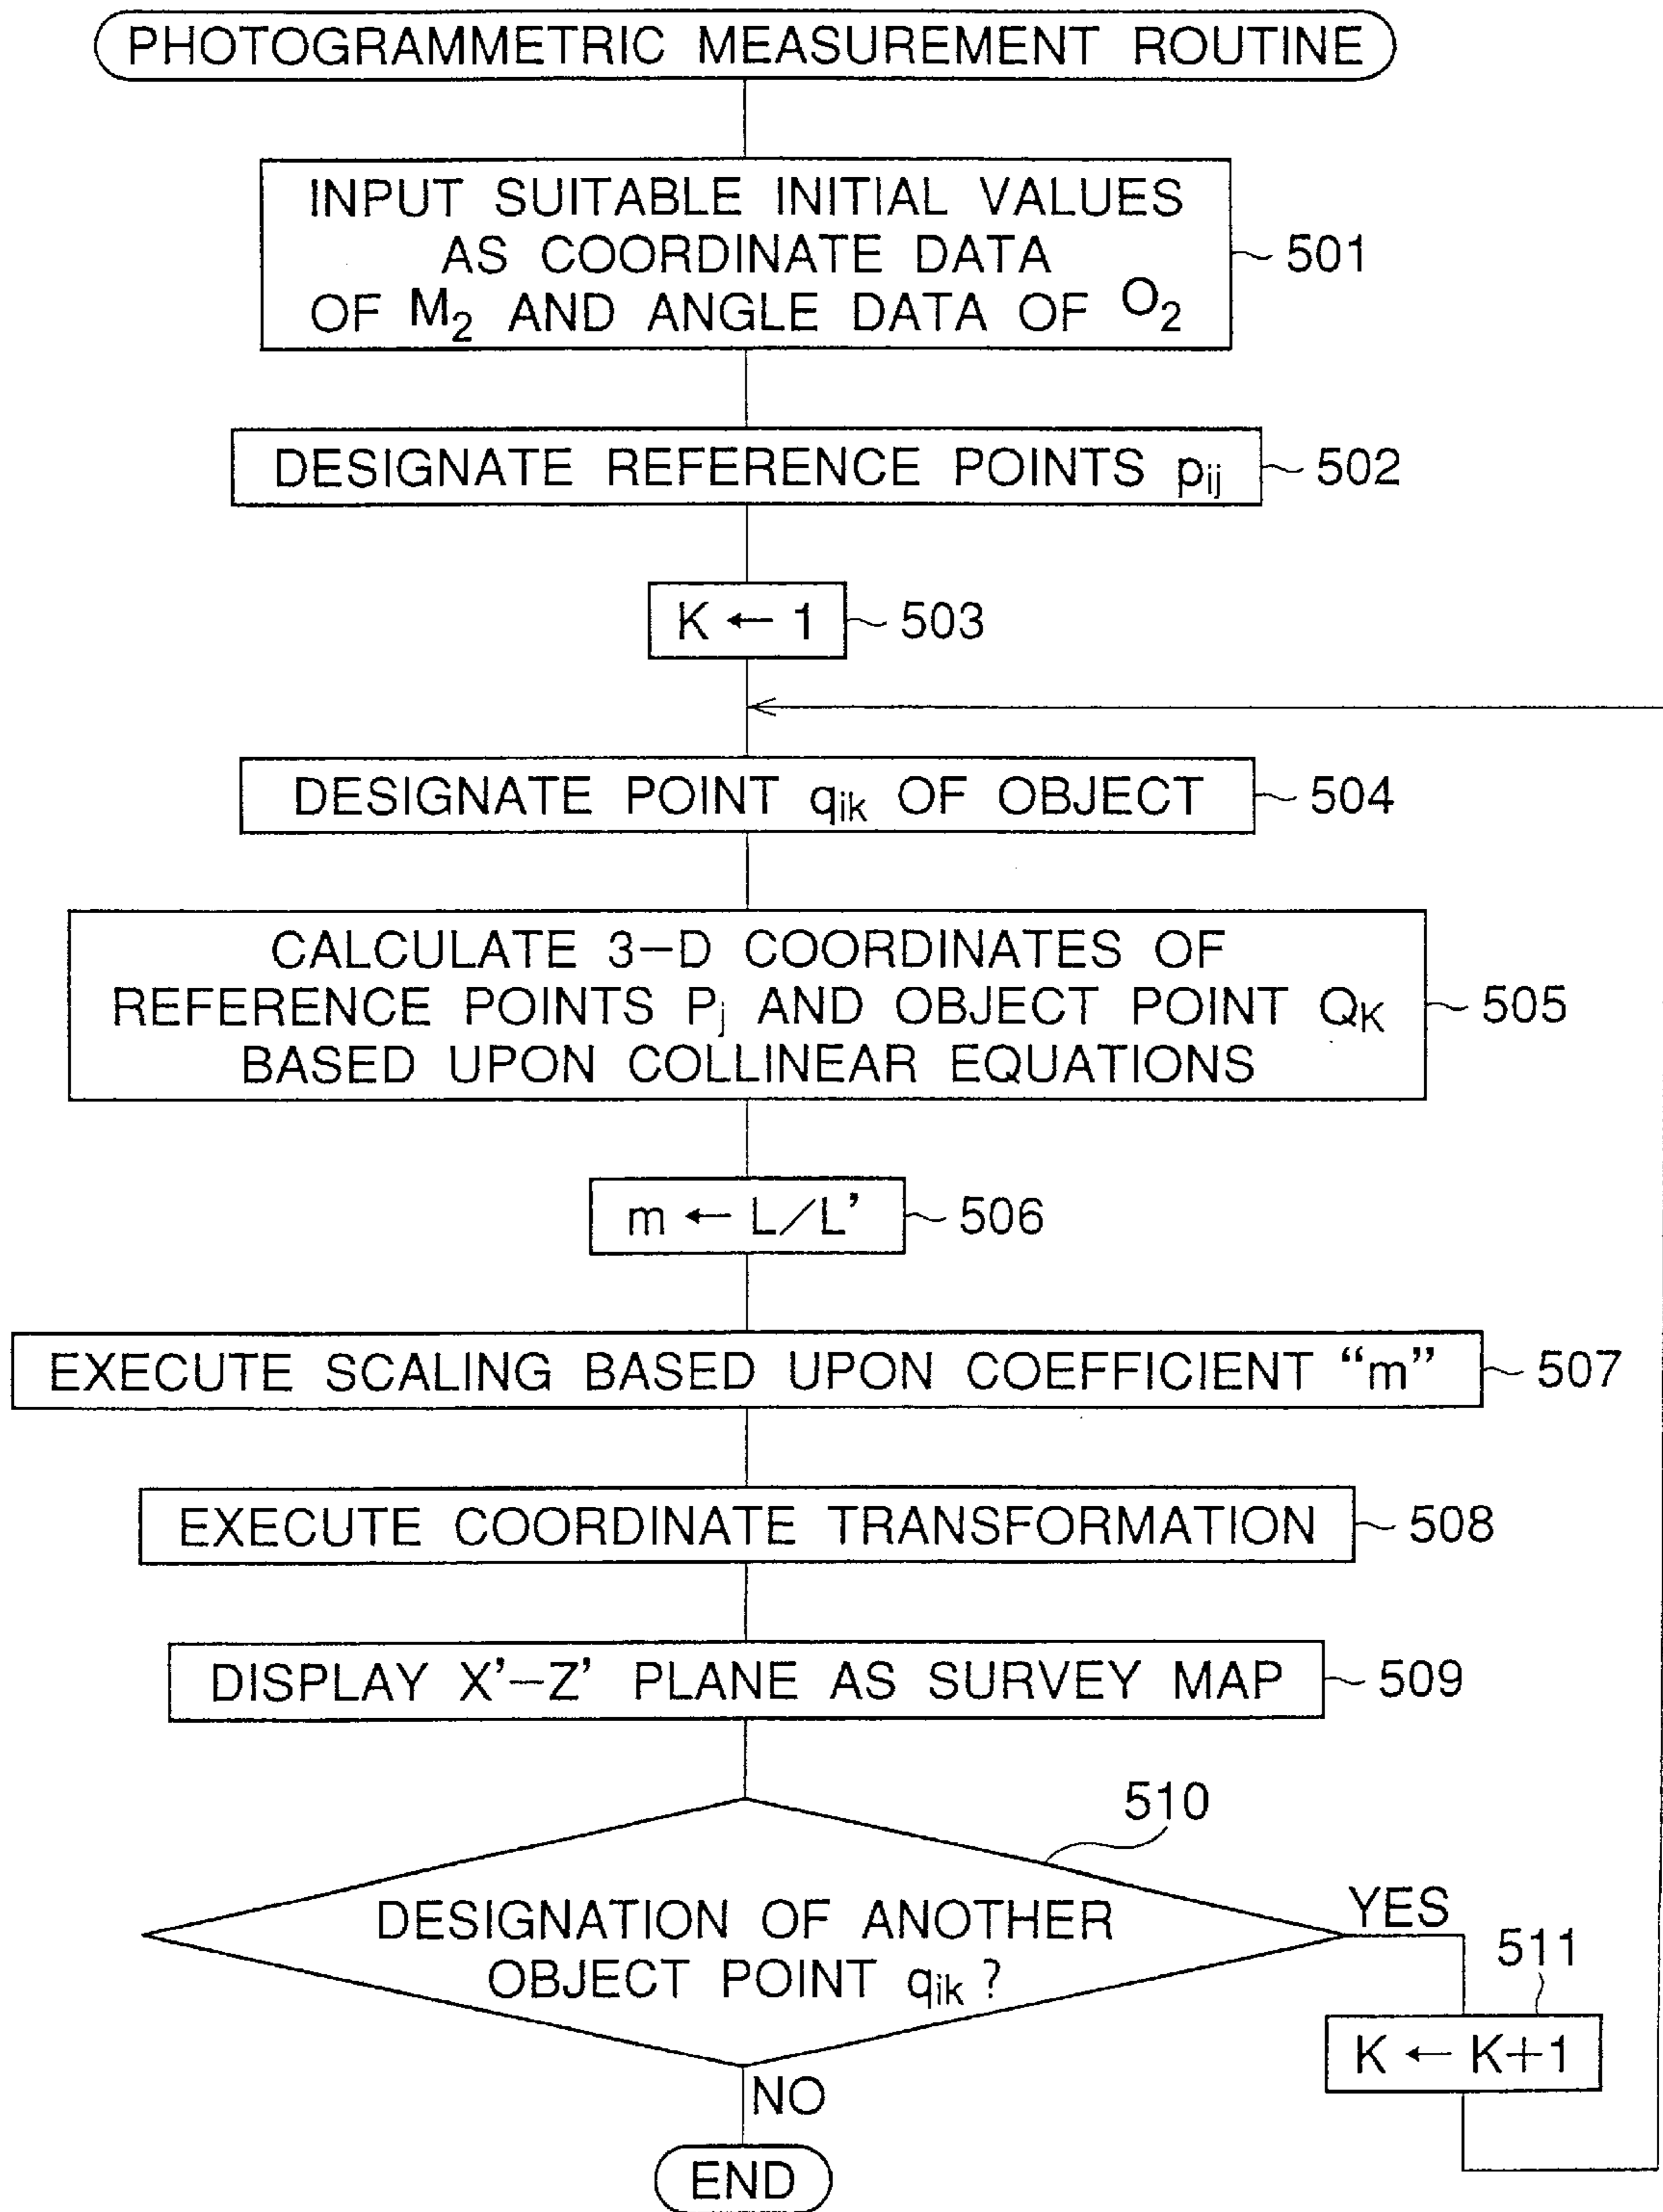 PHOTOGRAMMETRIC MEASUREMENT ROUTINE
INPUT SUITABLE INITIAL VALUES
AS COORDINATE DATA
OF M₂ AND ANGLE DATA OF O₂
501
DESIGNATE REFERENCE POINTS pᵢⱼ
502
K ← 1
503
DESIGNATE POINT qᵢₖ OF OBJECT
504
CALCULATE 3-D COORDINATES OF
REFERENCE POINTS Pⱼ AND OBJECT POINT QK
BASED UPON COLLINEAR EQUATIONS
505
m ← L/L'
506
EXECUTE SCALING BASED UPON COEFFICIENT “m”
507
EXECUTE COORDINATE TRANSFORMATION
508
DISPLAY X'-Z' PLANE AS SURVEY MAP
509
510
DESIGNATION OF ANOTHER
OBJECT POINT qᵢₖ ?
YES
511
K ← K+1
NO
END